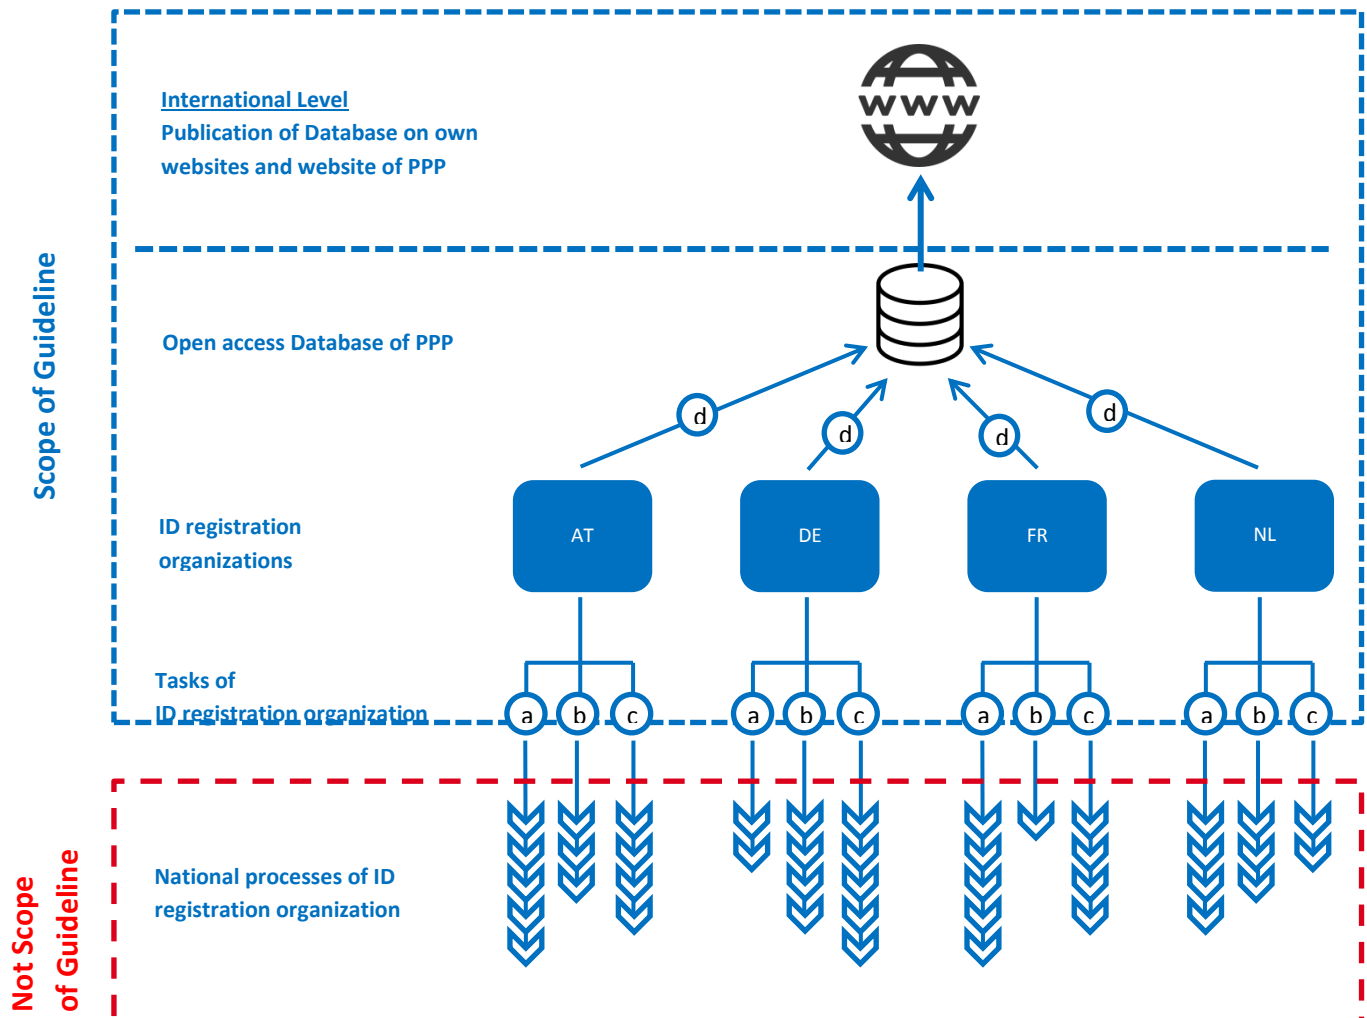 International Level
Publication of Database on own
websites and website of PPP
WWW
Scope of Guideline
Open access Database of PPP
d
d
d
d
ID registration
organizations
AT
DE
FR
NL
Tasks of
ID registration organization
a b c
a b c
a b c
a b c
Not Scope
of Guideline
National processes of ID
registration organization